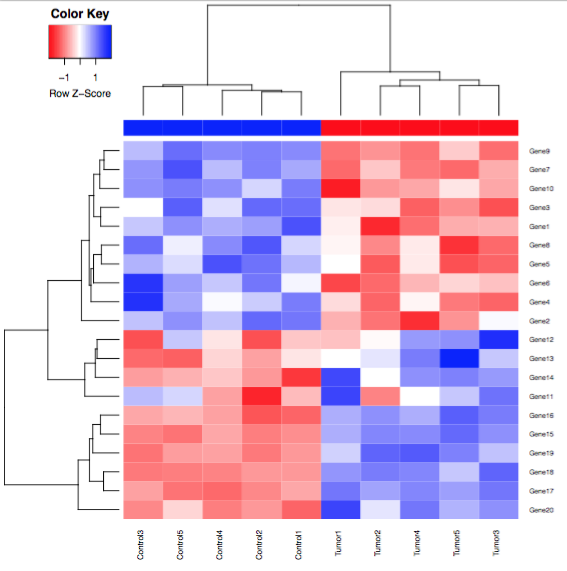 Color Key
−1 1
Row Z-Score
Gene9
Gene7
Gene10
Gene3
Gene1
Gene8
Gene5
Gene6
Gene4
Gene2
Gene12
Gene13
Gene14
Gene11
Gene16
Gene15
Gene19
Gene18
Gene17
Gene20
Control3 Control5 Control4 Control2 Control1 Tumor1 Tumor2 Tumor4 Tumor5 Tumor3